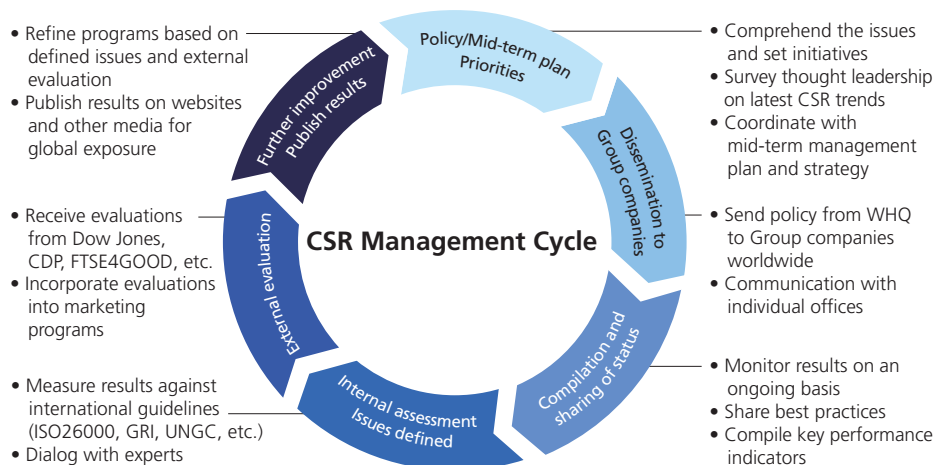 CSR Management Cycle
Policy/Mid-term plan
Priorities
• Comprehend the issues
and set initiatives
• Survey thought leadership
on latest CSR trends
• Coordinate with
mid-term management
plan and strategy
Dissemination to
Group companies
• Send policy from WHQ
to Group companies
worldwide
• Communication with
individual offices
Compilation and
sharing of status
• Monitor results on an
ongoing basis
• Share best practices
• Compile key performance
indicators
Internal assessment
Issues defined
• Measure results against
international guidelines
(ISO26000, GRI, UNGC, etc.)
• Dialog with experts
External evaluation
• Receive evaluations
from Dow Jones,
CDP, FTSE4GOOD, etc.
• Incorporate evaluations
into marketing
programs
Further improvement
Publish results
• Refine programs based on
defined issues and external
evaluation
• Publish results on websites
and other media for
global exposure